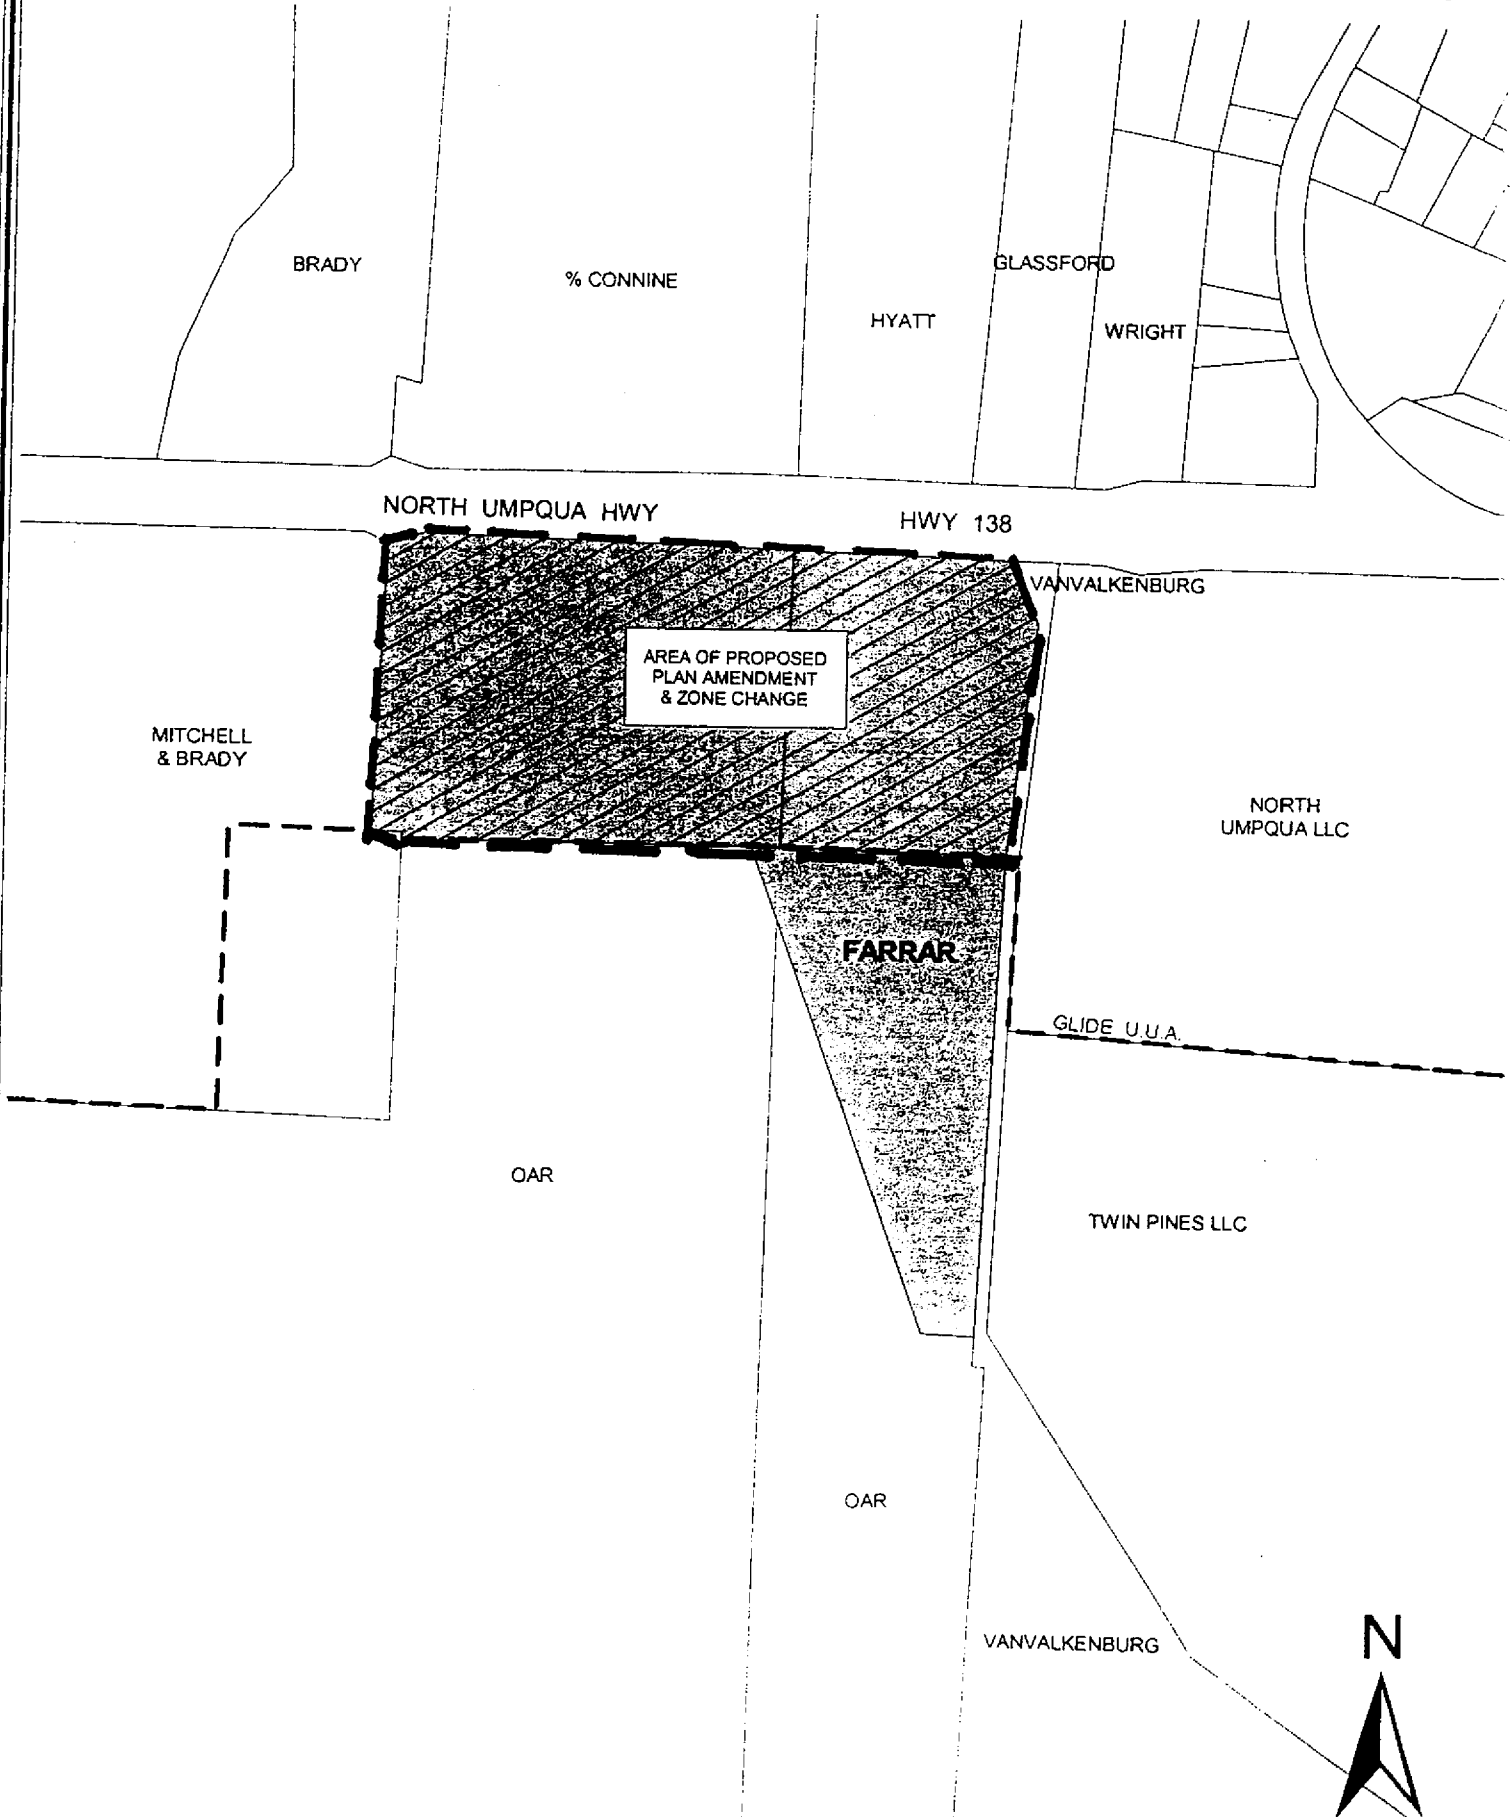 BRADY
% CONNINE
GLASSFORD
HYATT
WRIGHT
NORTH UMPQUA HWY
HWY 138
VANVALKENBURG
AREA OF PROPOSED
PLAN AMENDMENT
& ZONE CHANGE
MITCHELL
& BRADY
NORTH
UMPQUA LLC
FARRAR
GLIDE U.U.A.
OAR
TWIN PINES LLC
OAR
VANVALKENBURG
N